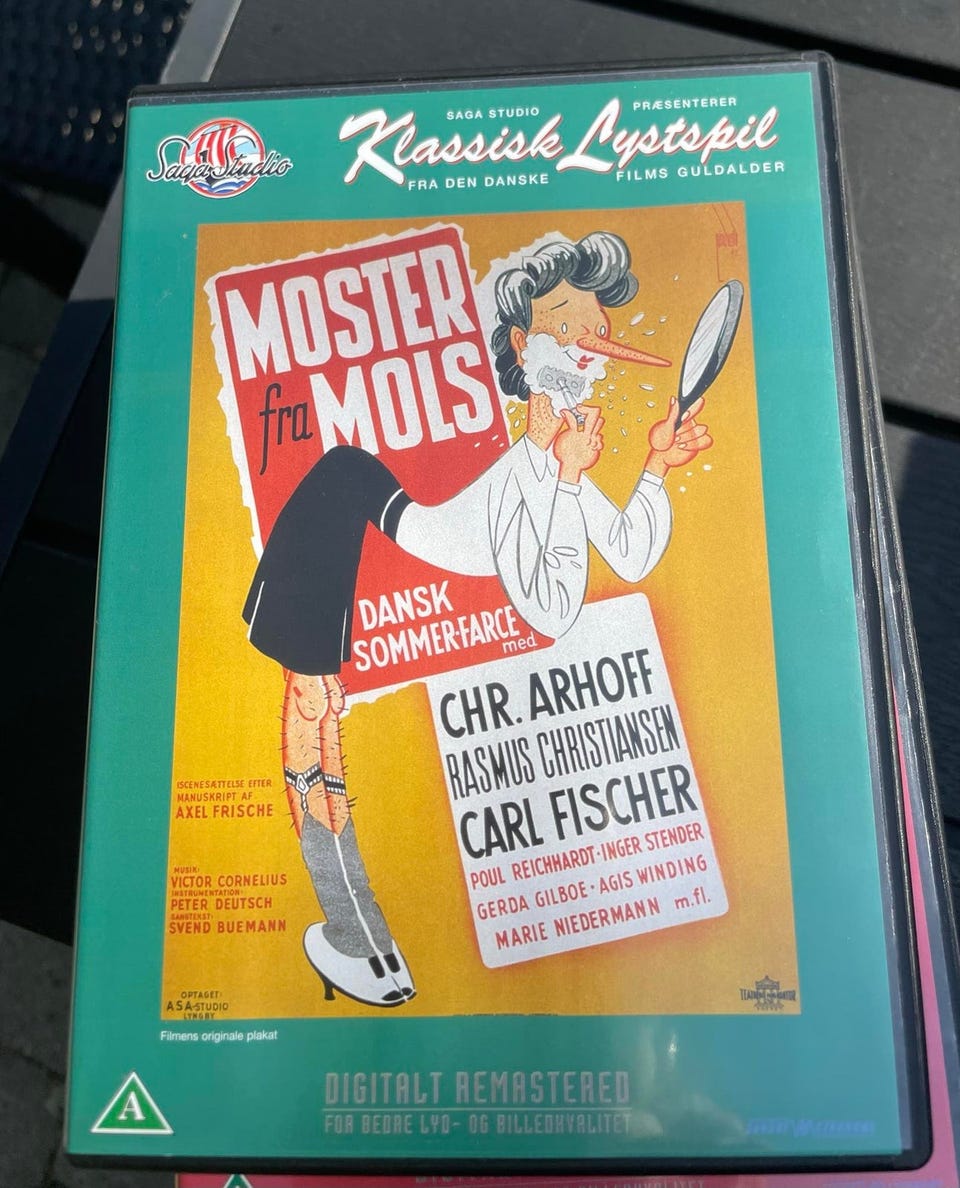 Saga Studio
SAGA STUDIO PRÆSENTERER
Klassisk Lystspil
FRA DEN DANSKE FILMS GULDALDER
MOSTER
fra MOLS
DANSK
SOMMER-FARCE
med
CHR. ARHOFF
RASMUS CHRISTIANSEN
CARL FISCHER
POUL REICHHARDT · INGER STENDER
GERDA GILBOE · AGIS WINDING
MARIE NIEDERMANN m.fl.
ISCENESÆTTELSE EFTER
MANUSKRIPT AF
AXEL FRISCHE
MUSIK:
VICTOR CORNELIUS
INSTRUMENTATION:
PETER DEUTSCH
SANGTEKST:
SVEND BUEMANN
OPTAGET:
ASA-STUDIO
LYNGBY
Filmens originale plakat
A
DIGITALT REMASTERED
FOR BEDRE LYD- OG BILLEDKVALITET